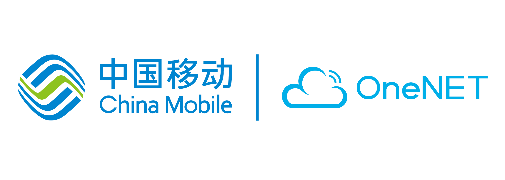 中国移动
China Mobile
OneNET